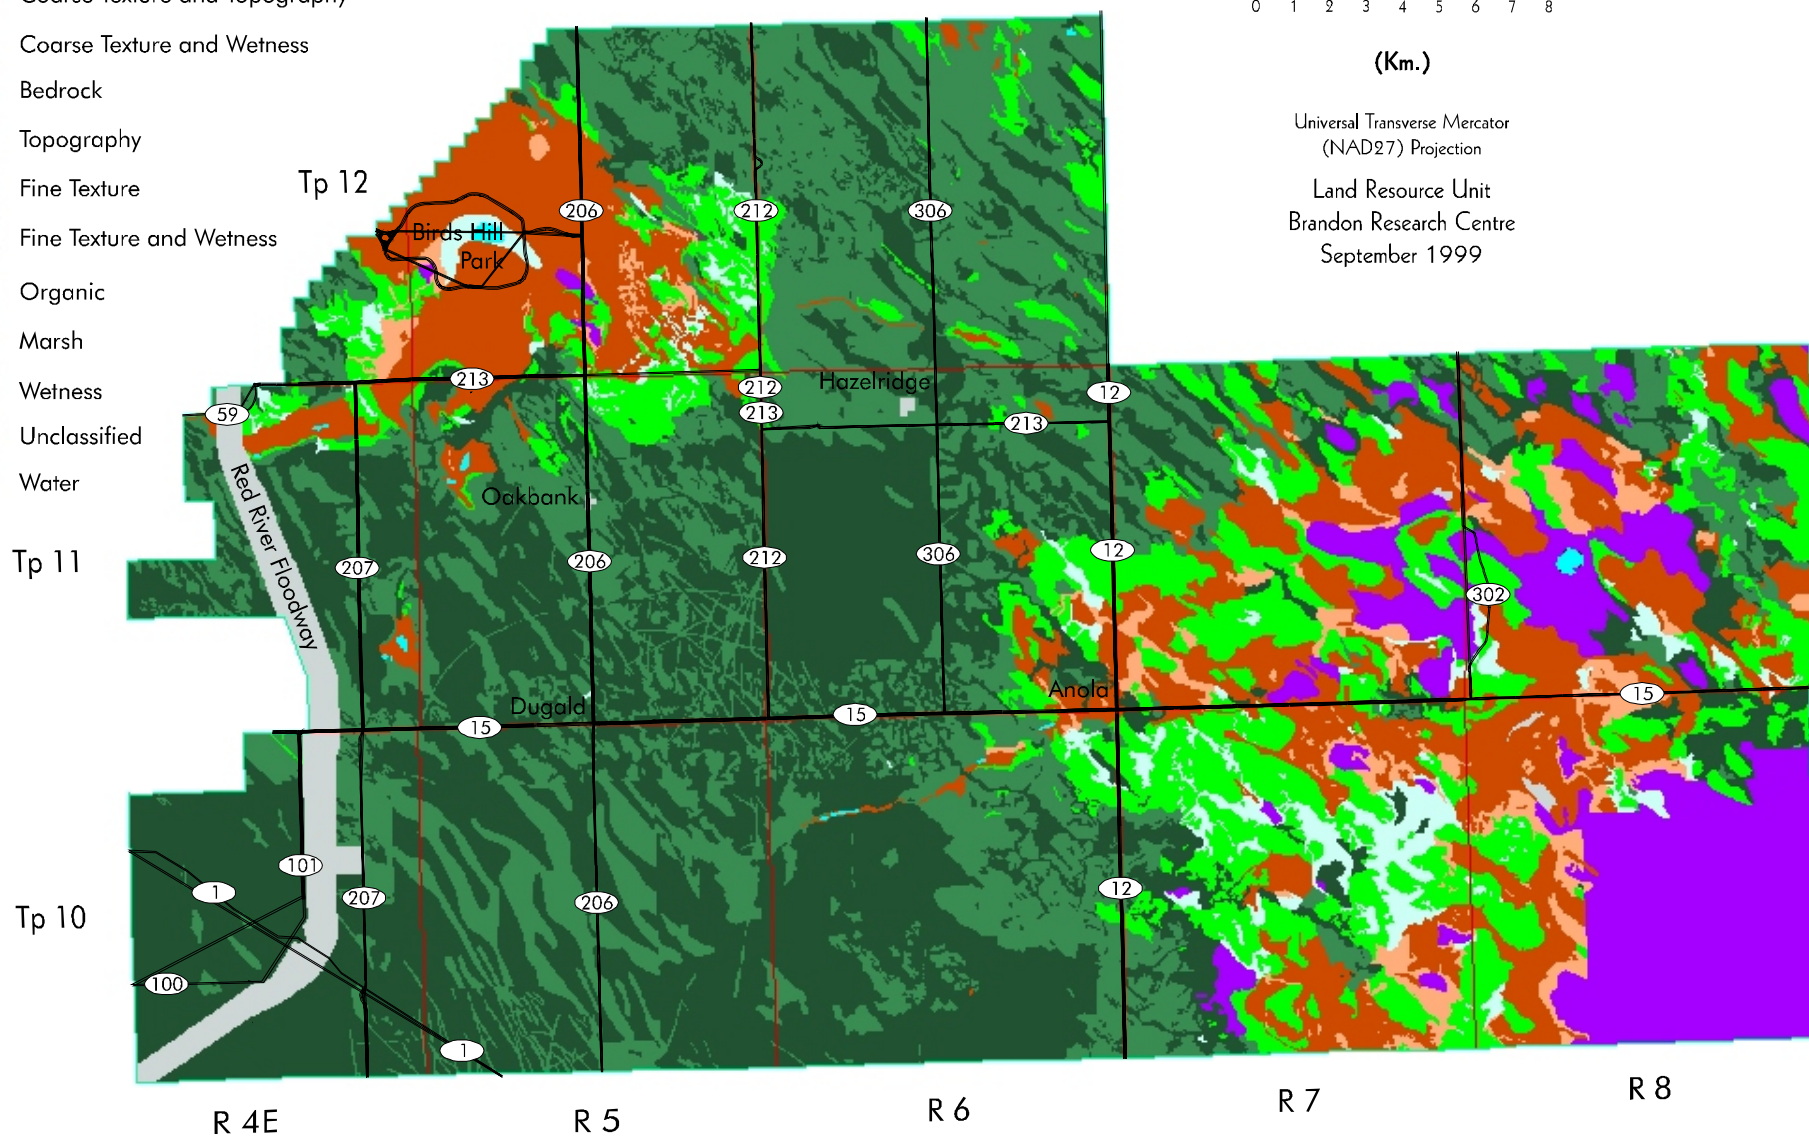 Coarse Texture and Topography
Coarse Texture and Wetness
Bedrock
Topography
Fine Texture
Fine Texture and Wetness
Organic
Marsh
Wetness
Unclassified
Water
0 1 2 3 4 5 6 7 8
(Km.)
Universal Transverse Mercator
(NAD27) Projection
Land Resource Unit
Brandon Research Centre
September 1999
Tp 12
Tp 11
Tp 10
206
212
306
Birds Hill
Park
213
212
213
Hazelridge
12
213
59
Red River Floodway
Oakbank
207
206
212
306
12
302
Anola
15
Dugald
15
15
101
1
207
206
12
100
1
R 4E
R 5
R 6
R 7
R 8